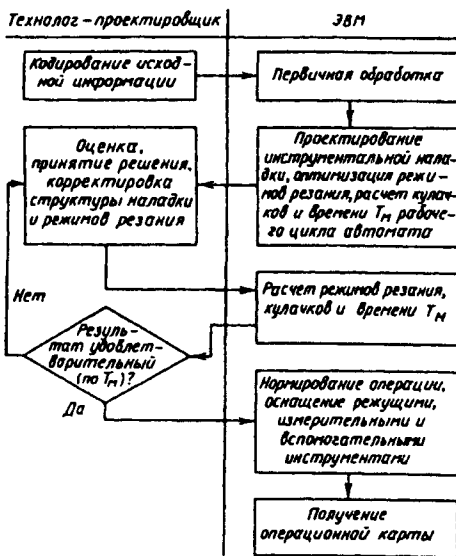 Технолог-проектировщик
ЭВМ
Кодирование исход-
ной информации
Первичная обработка
Проектирование
инструментальной нала-
дки, оптимизация режи-
мов резания, расчет кулач-
ков и времени Tм рабоче-
го цикла автомата
Оценка,
принятие решения,
корректировка
структуры наладки
и режимов резания
Расчет режимов резания,
кулачков и времени Tм
Нет
Резуль-
тат удовлет-
ворительный
(по Tм)?
Да
Нормирование операции,
оснащение режущими,
измерительными и
вспомогательными
инструментами
Получение
операционной карты